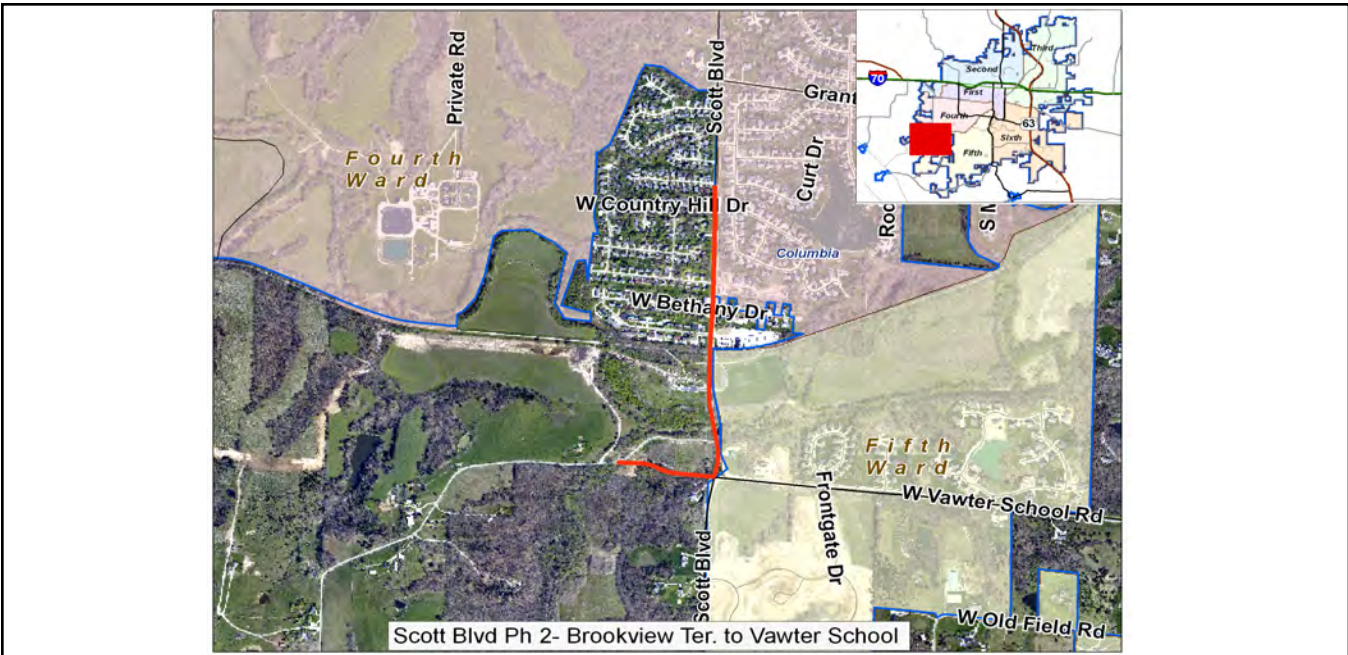 Private Rd
Scott Blvd
Grant
Third
Second
70
First
Fourth
63
Sixth
Fifth
Fourth
Ward
Curt Dr
W Country Hill Dr
Roc
S M
Columbia
W Bethany Dr
Fifth
Ward
Frontgate Dr
W Vawter School Rd
Scott Blvd
W Old Field Rd
Scott Blvd Ph 2- Brookview Ter. to Vawter School